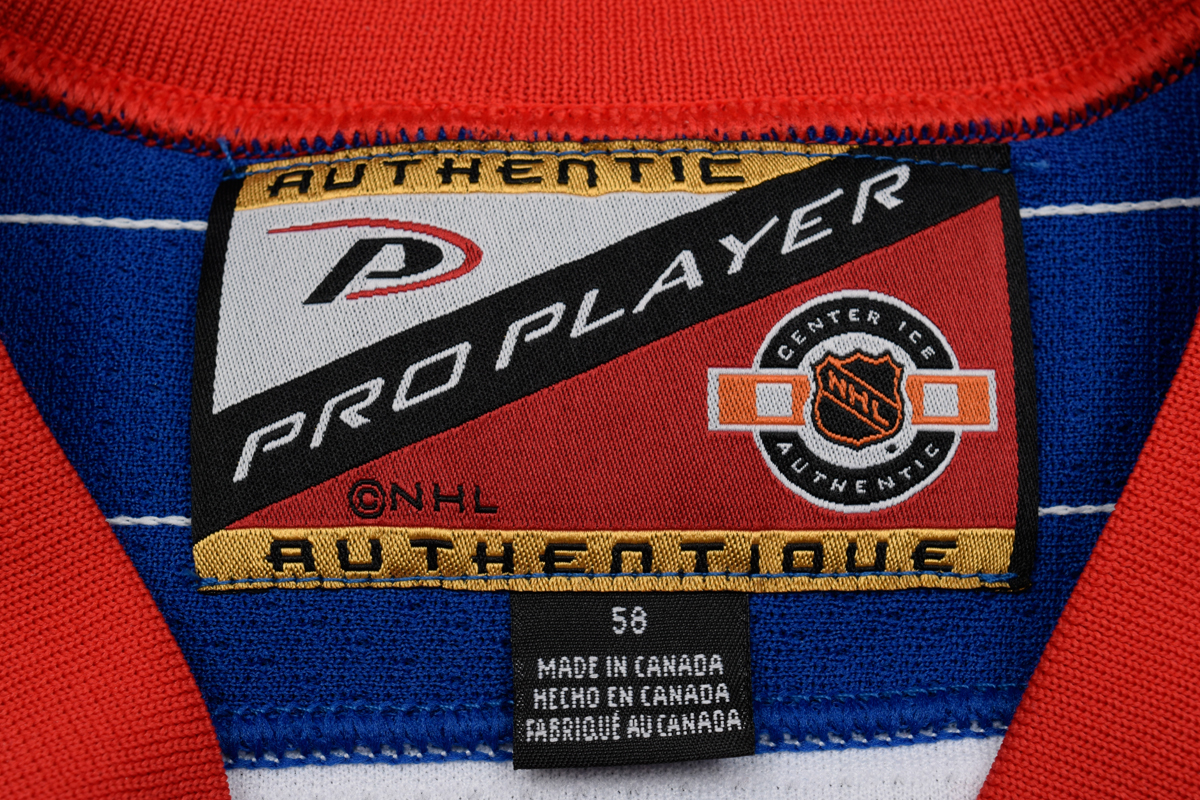 AUTHENTIC
PRO PLAYER
CENTER ICE
NHL
AUTHENTIC
©NHL
AUTHENTIQUE
58
MADE IN CANADA
HECHO EN CANADA
FABRIQUÉ AU CANADA